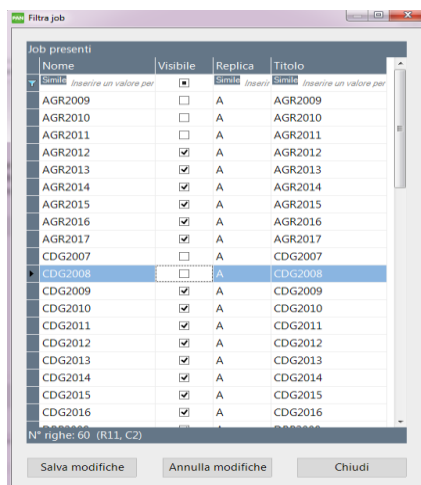 PAN Filtra job
Job presenti
Nome Visibile Replica Titolo
Simile Inserire un valore per Simile Inserir Simile Inserire un valore per
AGR2009 A AGR2009
AGR2010 A AGR2010
AGR2011 A AGR2011
AGR2012 A AGR2012
AGR2013 A AGR2013
AGR2014 A AGR2014
AGR2015 A AGR2015
AGR2016 A AGR2016
AGR2017 A AGR2017
CDG2007 A CDG2007
CDG2008 A CDG2008
CDG2009 A CDG2009
CDG2010 A CDG2010
CDG2011 A CDG2011
CDG2012 A CDG2012
CDG2013 A CDG2013
CDG2014 A CDG2014
CDG2015 A CDG2015
CDG2016 A CDG2016
N° righe: 60 (R11, C2)
Salva modifiche Annulla modifiche Chiudi